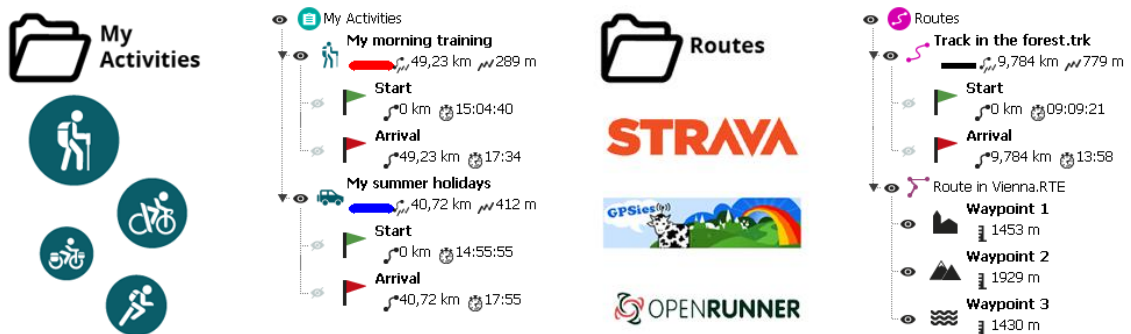 My
Activities
My Activities
My morning training
49,23 km 289 m
Start
0 km 15:04:40
Arrival
49,23 km 17:34
My summer holidays
40,72 km 412 m
Start
0 km 14:55:55
Arrival
40,72 km 17:55
Routes
STRAVA
GPSies
OPENRUNNER
Routes
Track in the forest.trk
9,784 km 779 m
Start
0 km 09:09:21
Arrival
9,784 km 13:58
Route in Vienna.RTE
Waypoint 1
1453 m
Waypoint 2
1929 m
Waypoint 3
1430 m